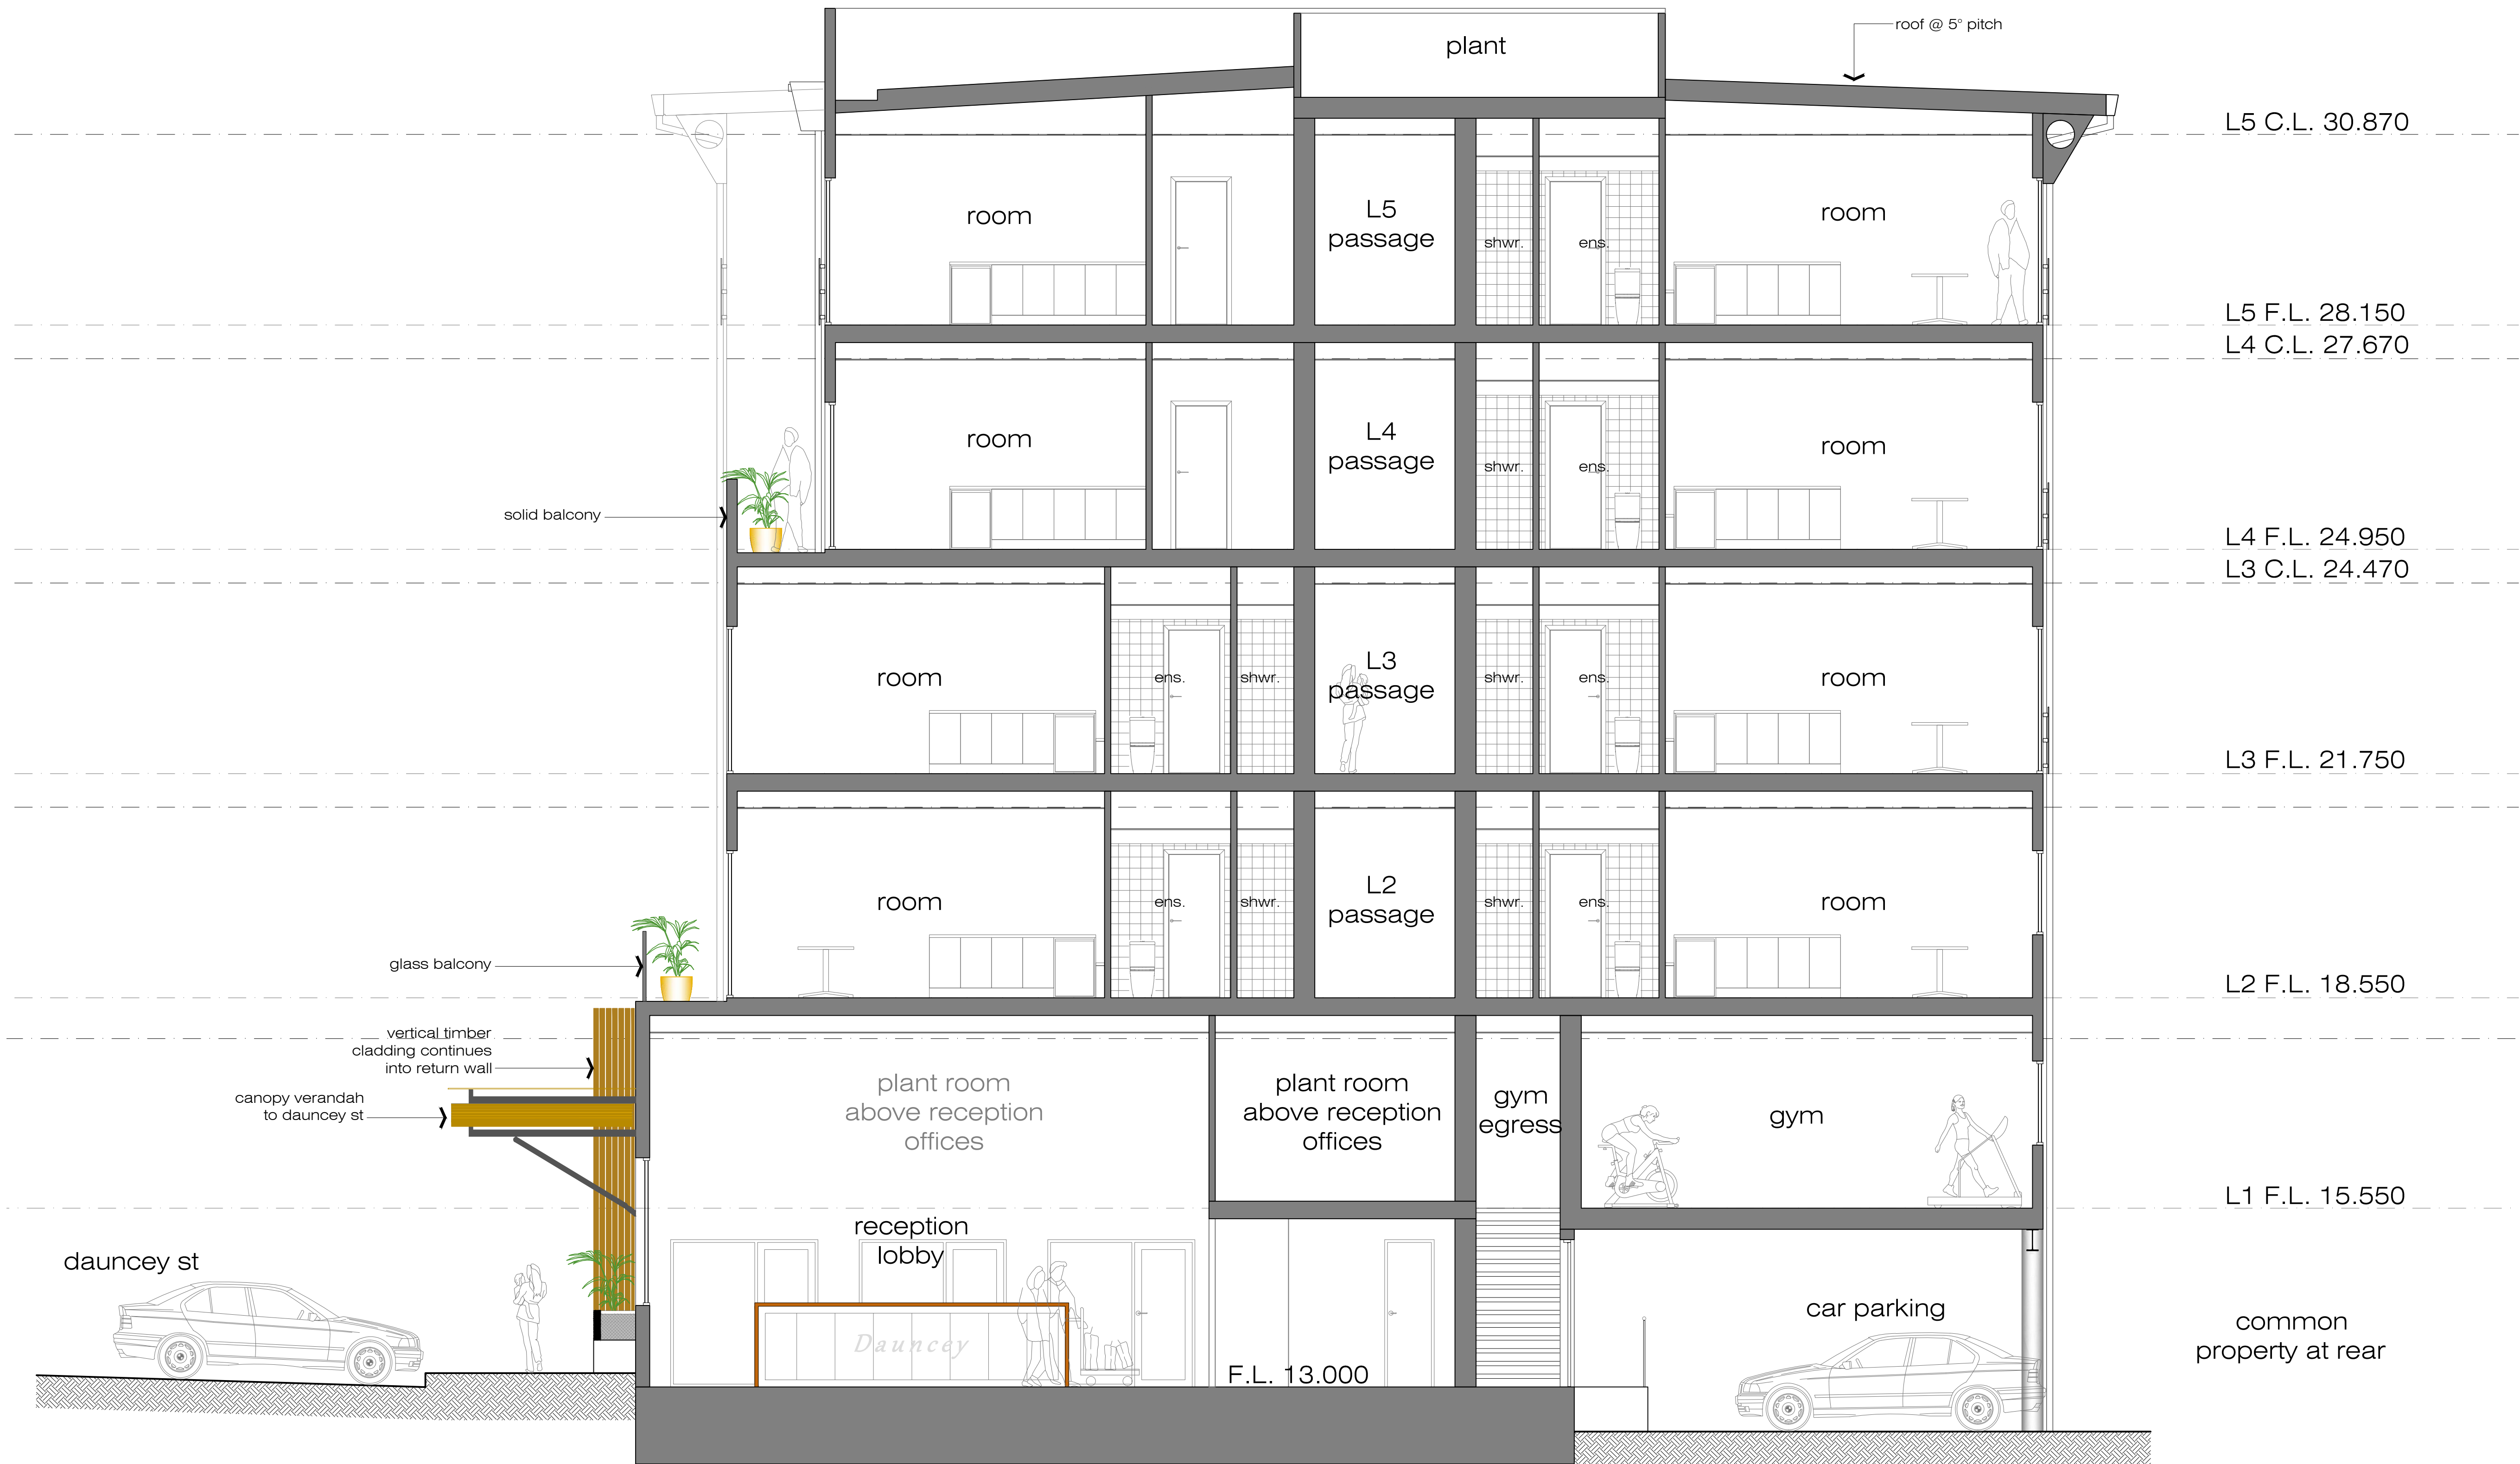 roof @ 5° pitch
plant
L5 C.L. 30.870
room
L5
passage
shwr.
ens.
room
L5 F.L. 28.150
L4 C.L. 27.670
room
L4
passage
shwr.
ens.
room
solid balcony
L4 F.L. 24.950
L3 C.L. 24.470
room
ens.
shwr.
L3
passage
shwr.
ens.
room
L3 F.L. 21.750
room
ens.
shwr.
L2
passage
shwr.
ens.
room
glass balcony
L2 F.L. 18.550
vertical timber
cladding continues
into return wall
canopy verandah
to dauncey st
plant room
above reception
offices
plant room
above reception
offices
gym
egress
gym
L1 F.L. 15.550
dauncey st
reception
lobby
Dauncey
F.L. 13.000
car parking
common
property at rear